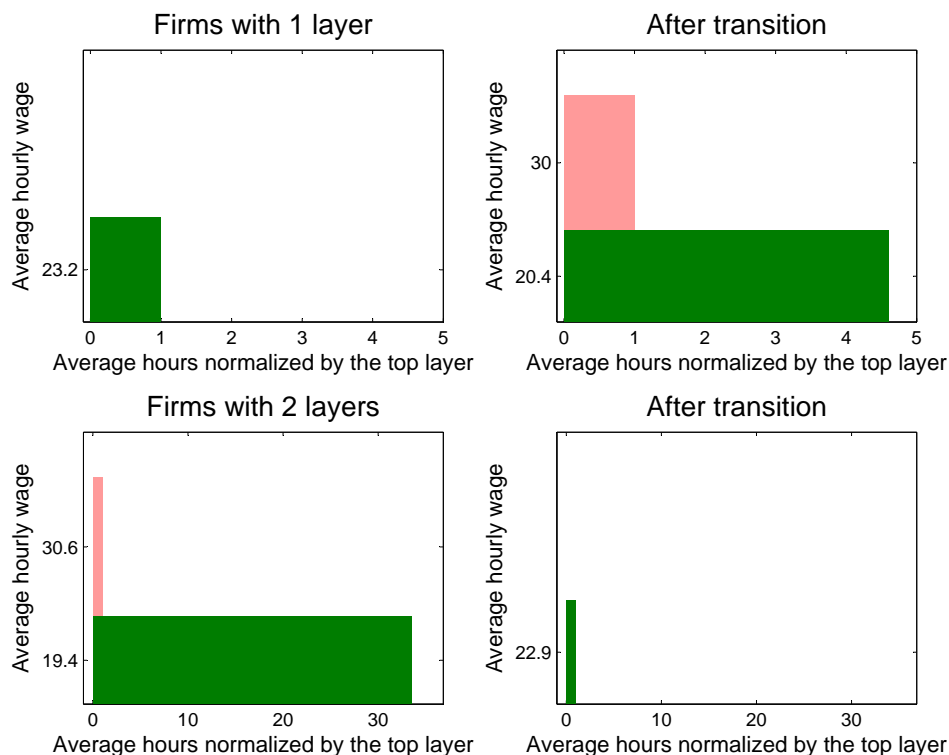 Firms with 1 layer
Average hourly wage
23.2
0 1 2 3 4 5
Average hours normalized by the top layer
After transition
Average hourly wage
30
20.4
0 1 2 3 4 5
Average hours normalized by the top layer
Firms with 2 layers
Average hourly wage
30.6
19.4
0 10 20 30
Average hours normalized by the top layer
After transition
Average hourly wage
22.9
0 10 20 30
Average hours normalized by the top layer